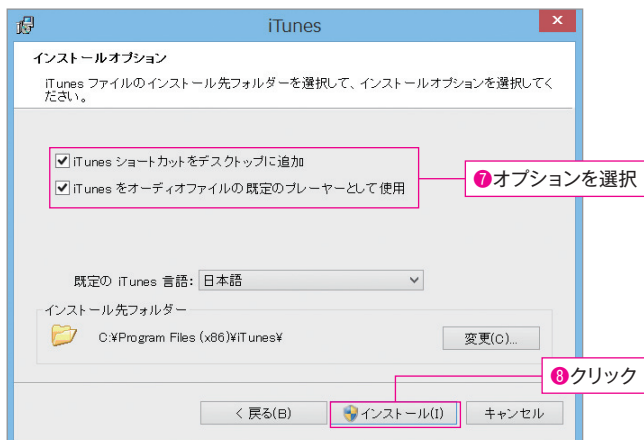 iTunes
インストールオプション
iTunes ファイルのインストール先フォルダーを選択して、インストールオプションを選択してく
ださい。
iTunes ショートカットをデスクトップに追加
iTunes をオーディオファイルの既定のプレーヤーとして使用
❼オプションを選択
既定の iTunes 言語: 日本語
インストール先フォルダー
C:¥Program Files (x86)¥iTunes¥
変更(C)...
❽クリック
< 戻る(B)
インストール(I)
キャンセル